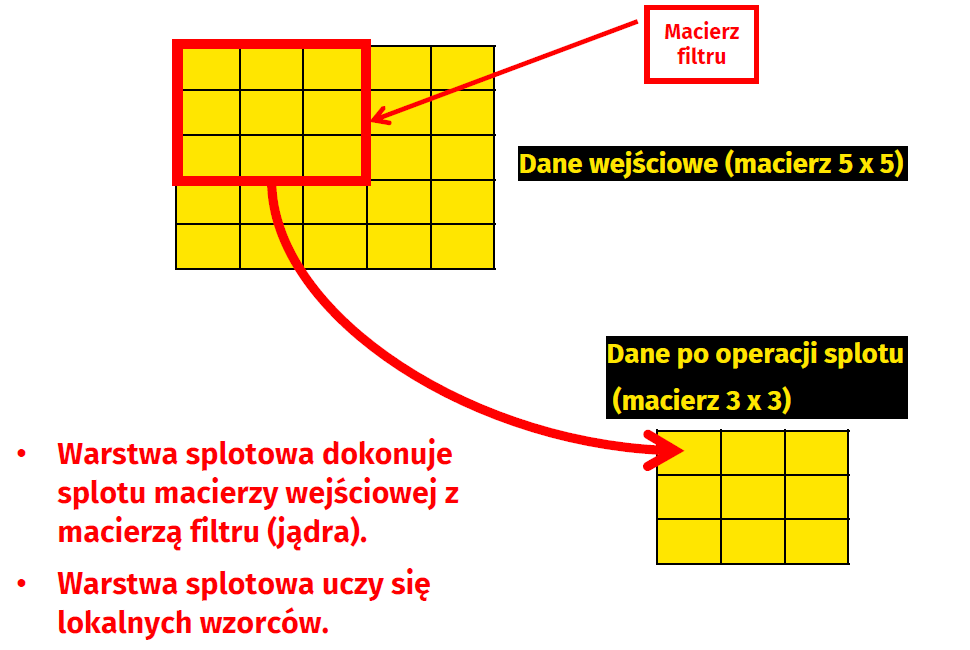 Macierz
filtru
Dane wejściowe (macierz 5 x 5)
Dane po operacji splotu
(macierz 3 x 3)
• Warstwa splotowa dokonuje
splotu macierzy wejściowej z
macierzą filtru (jądra).
• Warstwa splotowa uczy się
lokalnych wzorców.